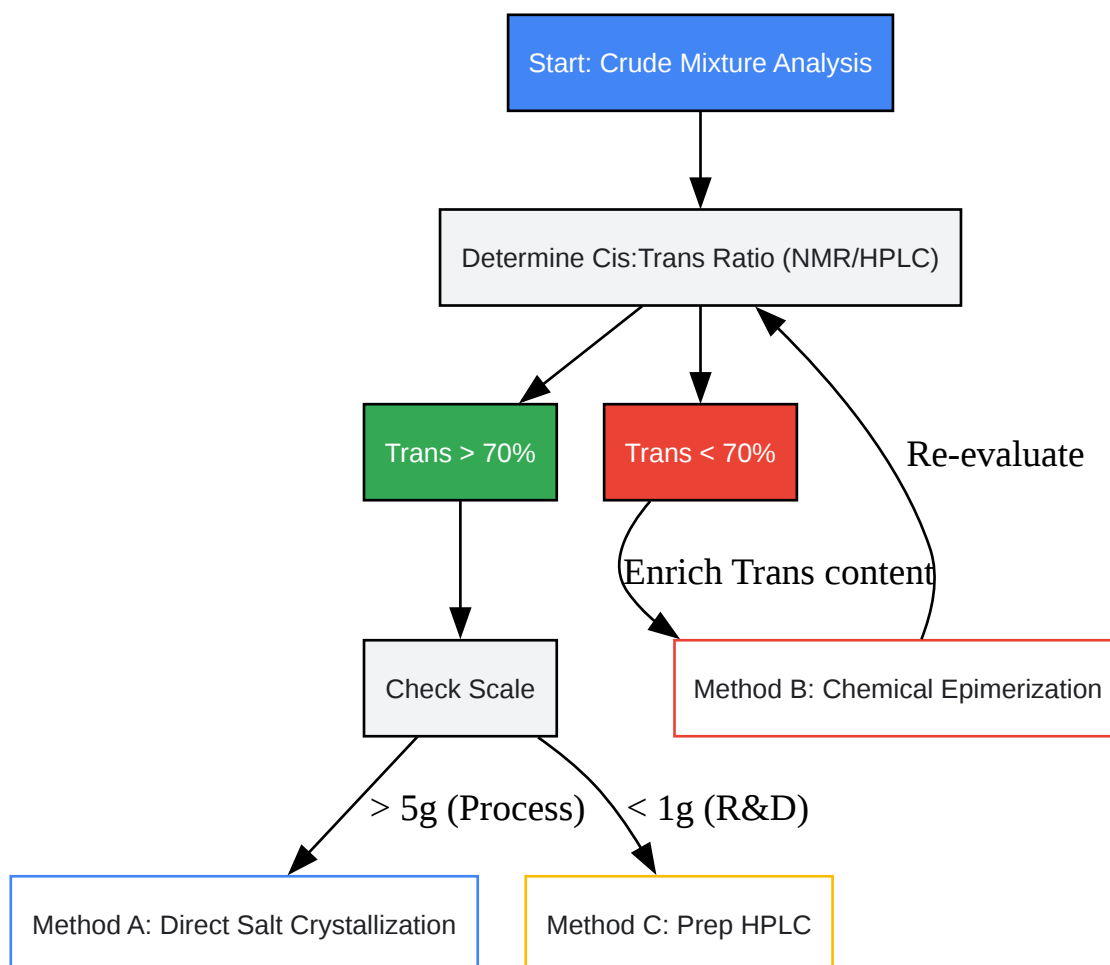 Start: Crude Mixture Analysis
Determine Cis:Trans Ratio (NMR/HPLC)
Trans > 70%
Trans < 70%
Re-evaluate
Enrich Trans content
Check Scale
Method B: Chemical Epimerization
> 5g (Process)
< 1g (R&D)
Method A: Direct Salt Crystallization
Method C: Prep HPLC